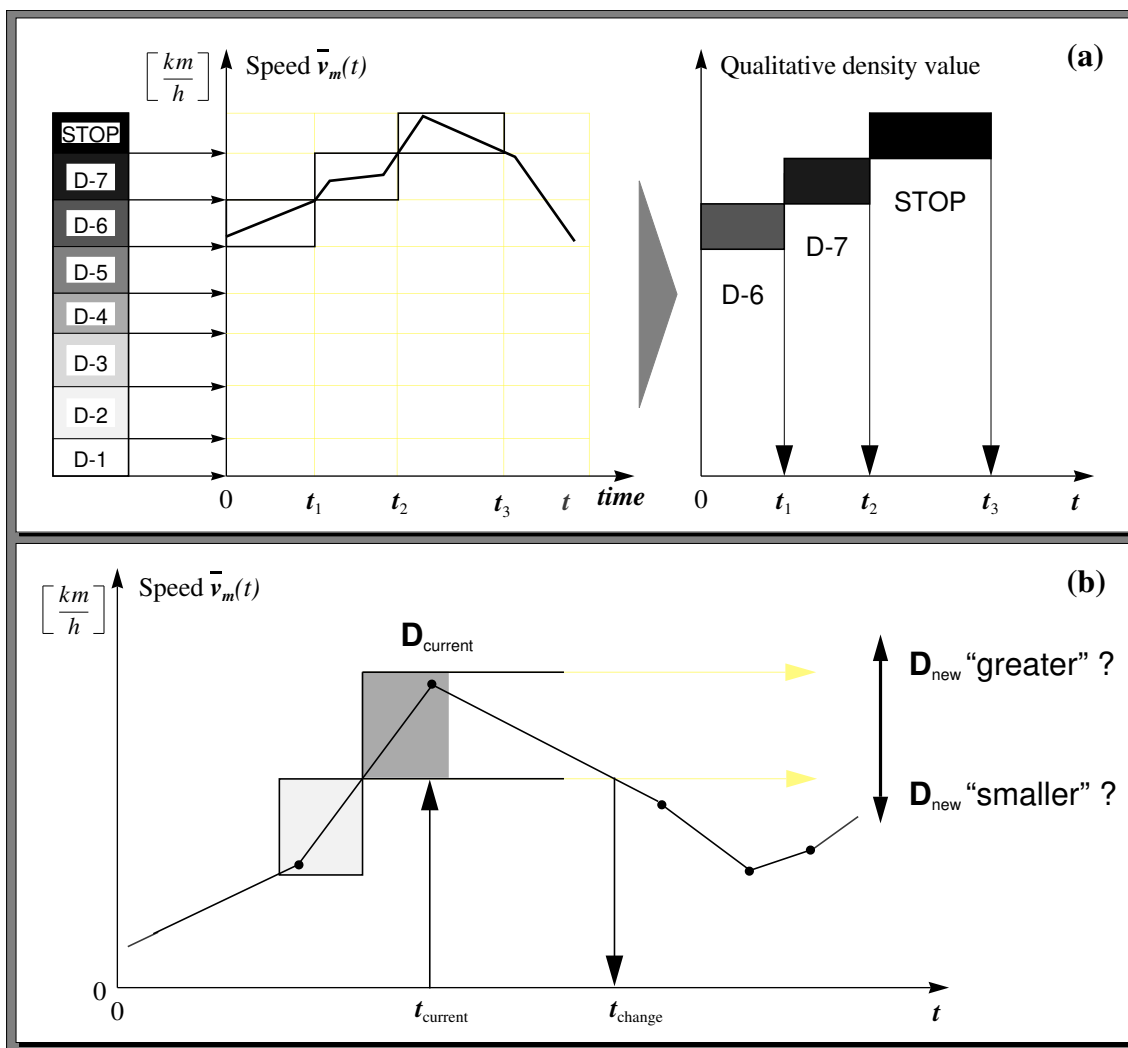 [km/h] Speed v̄m(t)
STOP
D-7
D-6
D-5
D-4
D-3
D-2
D-1
0 t1 t2 t3 t time
Qualitative density value (a)
D-6
D-7
STOP
0 t1 t2 t3 t
[km/h] Speed v̄m(t) (b)
Dcurrent
Dnew “greater” ?
Dnew “smaller” ?
0
0 tcurrent tchange t